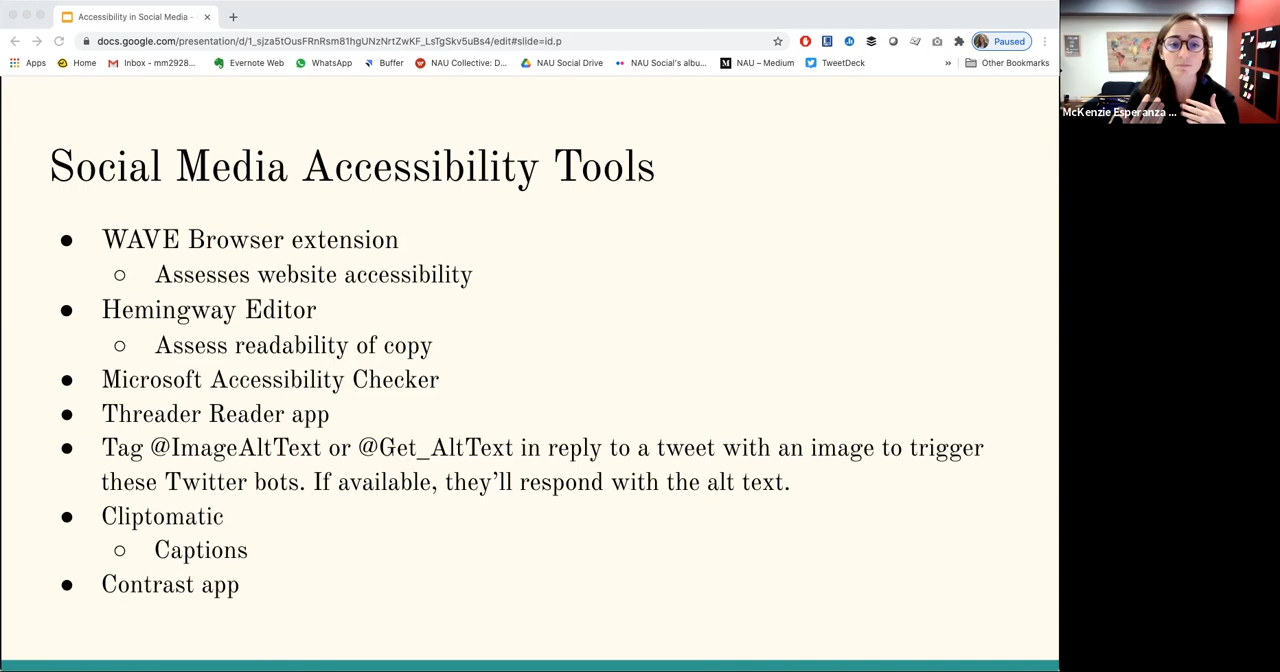 Accessibility in Social Media -
docs.google.com/presentation/d/1_sjza5tOusFRnRsm81hgUNzNrtZwKF_LsTgSkv5uBs4/edit#slide=id.p
Paused
Apps Home Inbox - mm2928... Evernote Web WhatsApp Buffer NAU Collective: D... NAU Social Drive NAU Social's albu... NAU – Medium TweetDeck » Other Bookmarks
McKenzie Esperanza ...
Social Media Accessibility Tools
● WAVE Browser extension
○ Assesses website accessibility
● Hemingway Editor
○ Assess readability of copy
● Microsoft Accessibility Checker
● Threader Reader app
● Tag @ImageAltText or @Get_AltText in reply to a tweet with an image to trigger
these Twitter bots. If available, they’ll respond with the alt text.
● Cliptomatic
○ Captions
● Contrast app